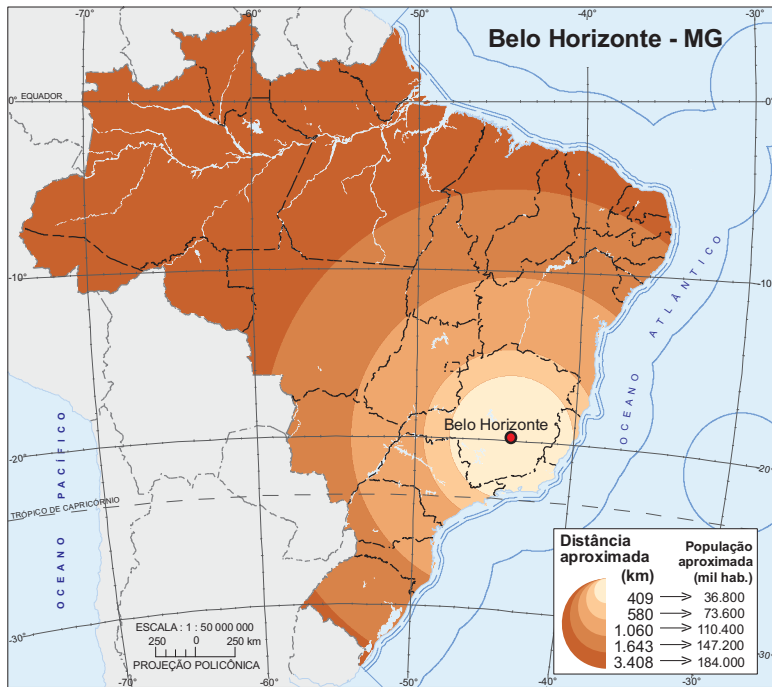 -70° -60° -50° -40° -30°
Belo Horizonte - MG
EQUADOR
0° 0°
-10° -10°
OCEANO ATLÂNTICO
Belo Horizonte
OCEANO PACÍFICO
-20° -20°
TRÓPICO DE CAPRICÓRNIO
Distância aproximada (km)
População aproximada (mil hab.)
409 36.800
580 73.600
1.060 110.400
1.643 147.200
3.408 184.000
ESCALA : 1 : 50 000 000
250 0 250 km
PROJEÇÃO POLICÔNICA
-30° -30°
-70° -60° -50° -40° -30°